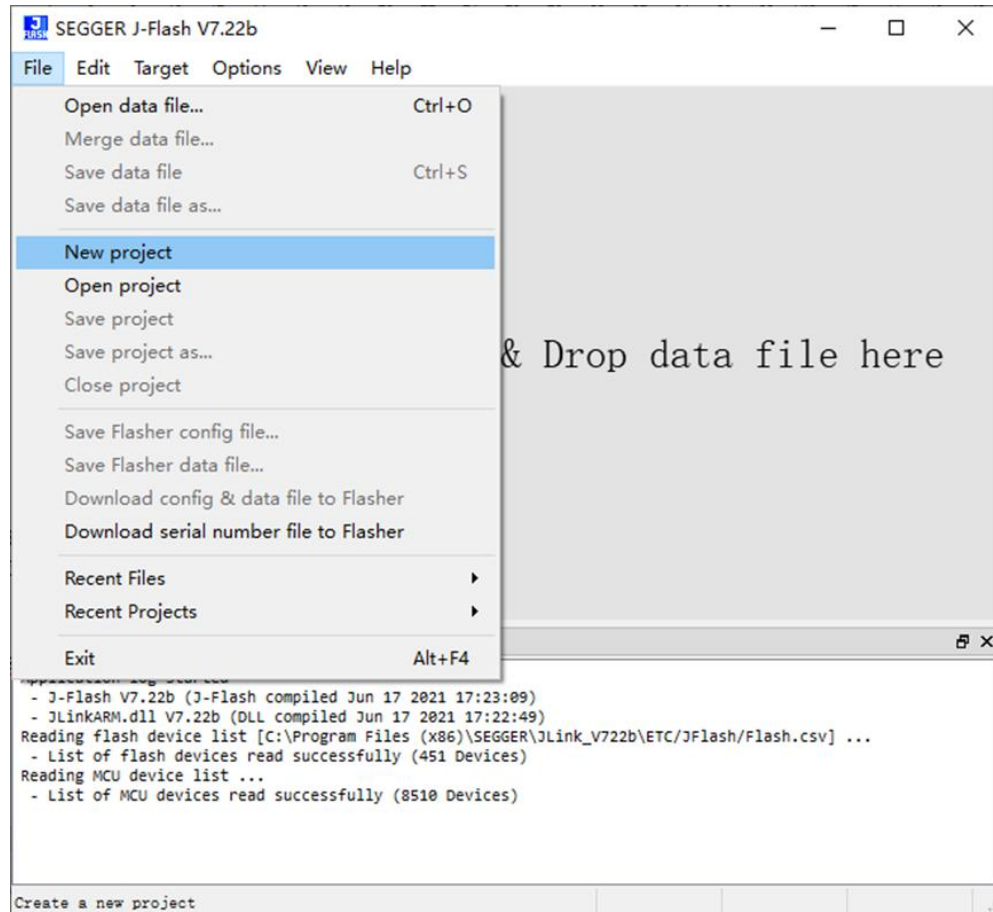 SEGGER J-Flash V7.22b
File Edit Target Options View Help
Open data file... Ctrl+O
Merge data file...
Save data file Ctrl+S
Save data file as...
New project
Open project
Save project
Save project as...
Close project
& Drop data file here
Save Flasher config file...
Save Flasher data file...
Download config & data file to Flasher
Download serial number file to Flasher
Recent Files
Recent Projects
Exit Alt+F4
Application log started
- J-Flash V7.22b (J-Flash compiled Jun 17 2021 17:23:09)
- JLinkARM.dll V7.22b (DLL compiled Jun 17 2021 17:22:49)
Reading flash device list [C:\Program Files (x86)\SEGGER\JLink_V722b\ETC/JFlash/Flash.csv] ...
- List of flash devices read successfully (451 Devices)
Reading MCU device list ...
- List of MCU devices read successfully (8510 Devices)
Create a new project